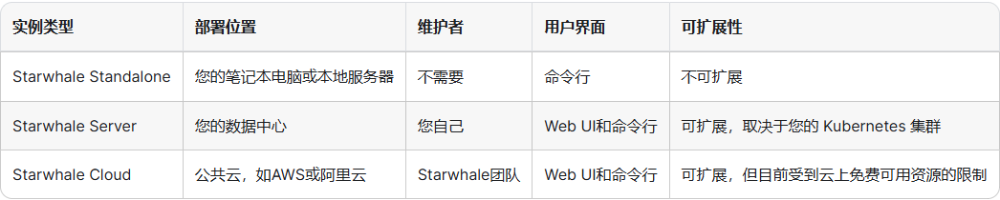 实例类型 部署位置 维护者 用户界面 可扩展性
Starwhale Standalone 您的笔记本电脑或本地服务器 不需要 命令行 不可扩展
Starwhale Server 您的数据中心 您自己 Web UI和命令行 可扩展，取决于您的 Kubernetes 集群
Starwhale Cloud 公共云，如AWS或阿里云 Starwhale团队 Web UI和命令行 可扩展，但目前受到云上免费可用资源的限制